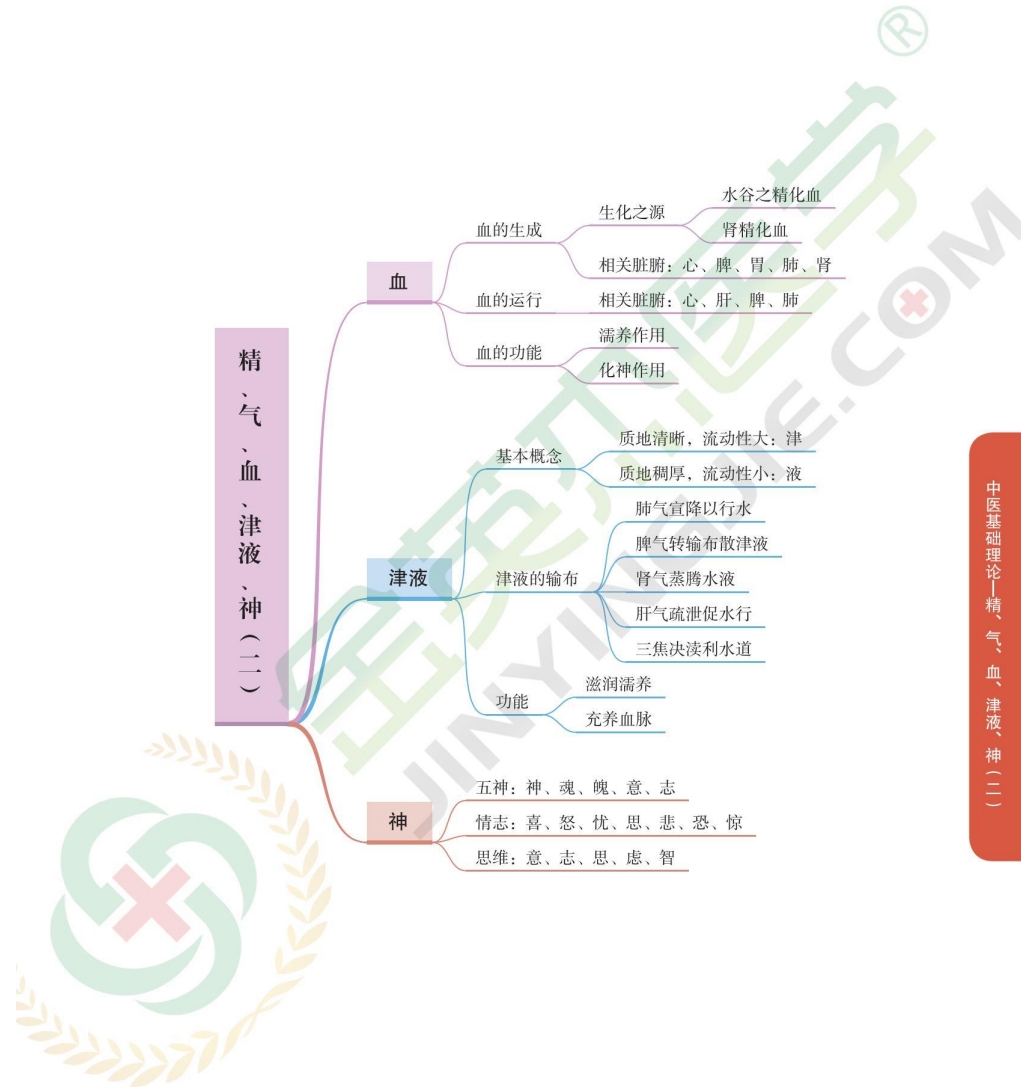 精、气、血、津液、神（二）
血
血的生成
生化之源
水谷之精化血
肾精化血
相关脏腑：心、脾、胃、肺、肾
血的运行
相关脏腑：心、肝、脾、肺
血的功能
濡养作用
化神作用
津液
基本概念
质地清晰，流动性大：津
质地稠厚，流动性小：液
津液的输布
肺气宣降以行水
脾气转输布散津液
肾气蒸腾水液
肝气疏泄促水行
三焦决渎利水道
功能
滋润濡养
充养血脉
神
五神：神、魂、魄、意、志
情志：喜、怒、忧、思、悲、恐、惊
思维：意、志、思、虑、智
中医基础理论—精、气、血、津液、神（二）
金英杰医学®
JINYINGJIE.COM